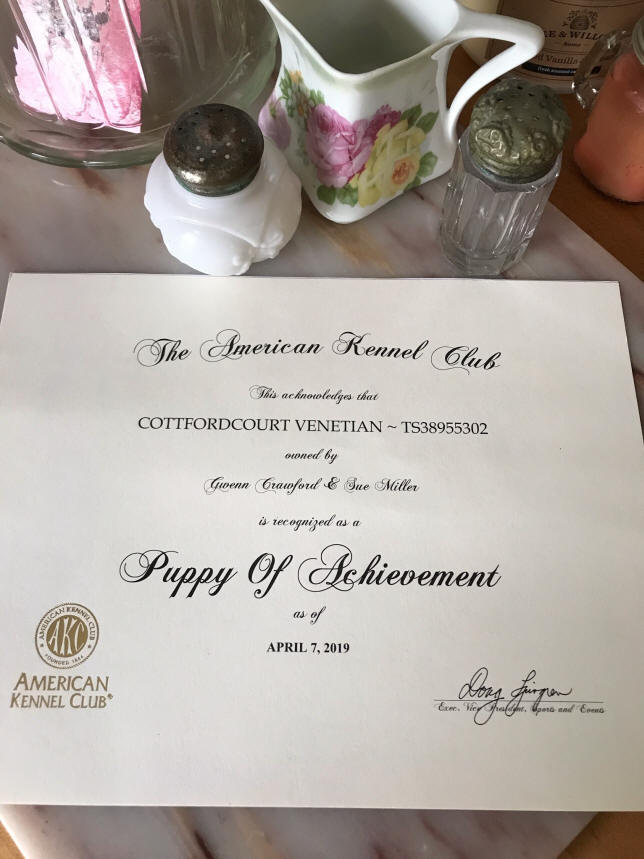 & WILL
Vanilla
The American Kennel Club
This acknowledges that
COTTFORDCOURT VENETIAN ~ TS38955302
owned by
Gwenn Crawford & Sue Miller
is recognized as a
Puppy Of Achievement
as of
APRIL 7, 2019
AMERICAN KENNEL CLUB
AKC
FOUNDED 1884
AMERICAN
KENNEL CLUB®
Exec. Vice President, Sports and Events